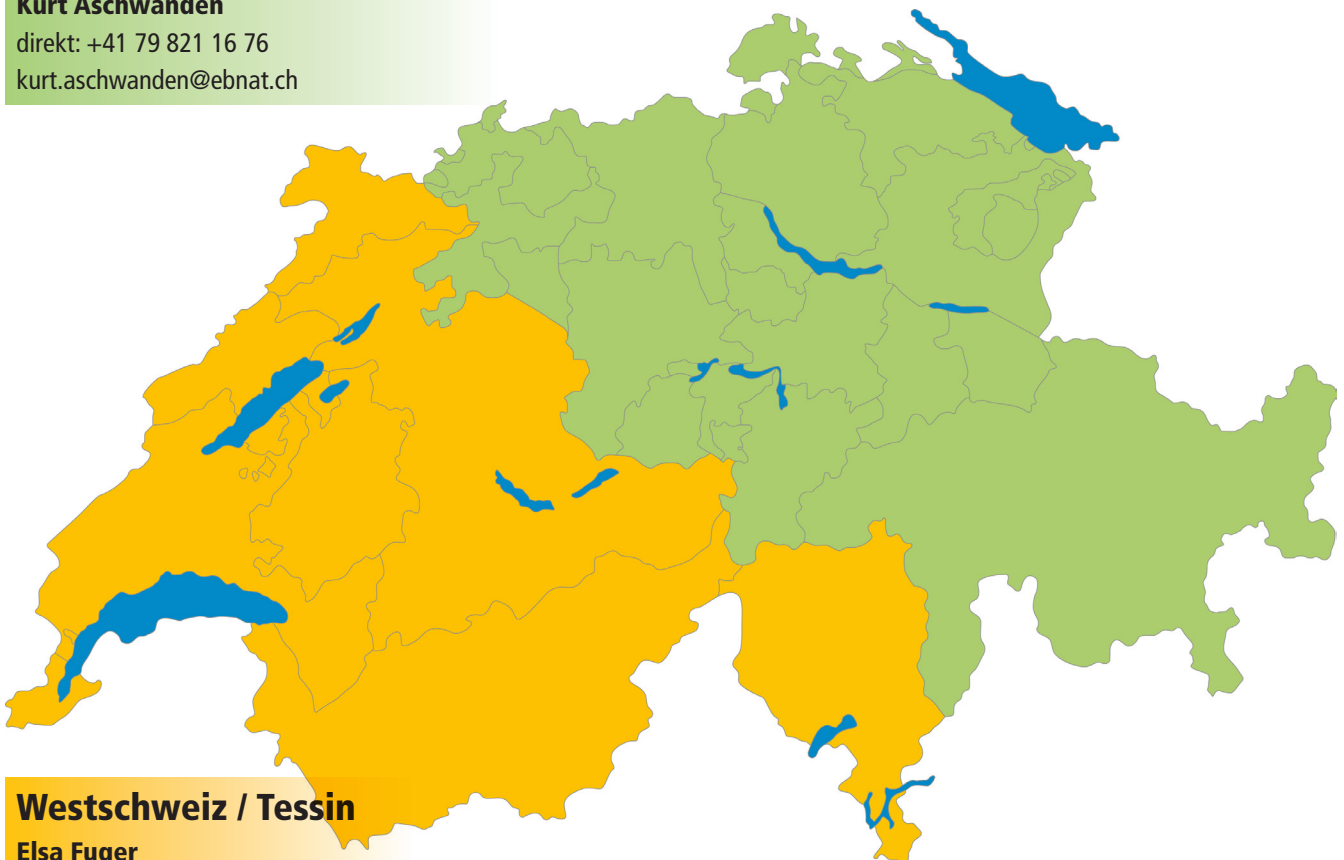 Kurt Aschwanden
direkt: +41 79 821 16 76
kurt.aschwanden@ebnat.ch
Westschweiz / Tessin
Elsa Fuger